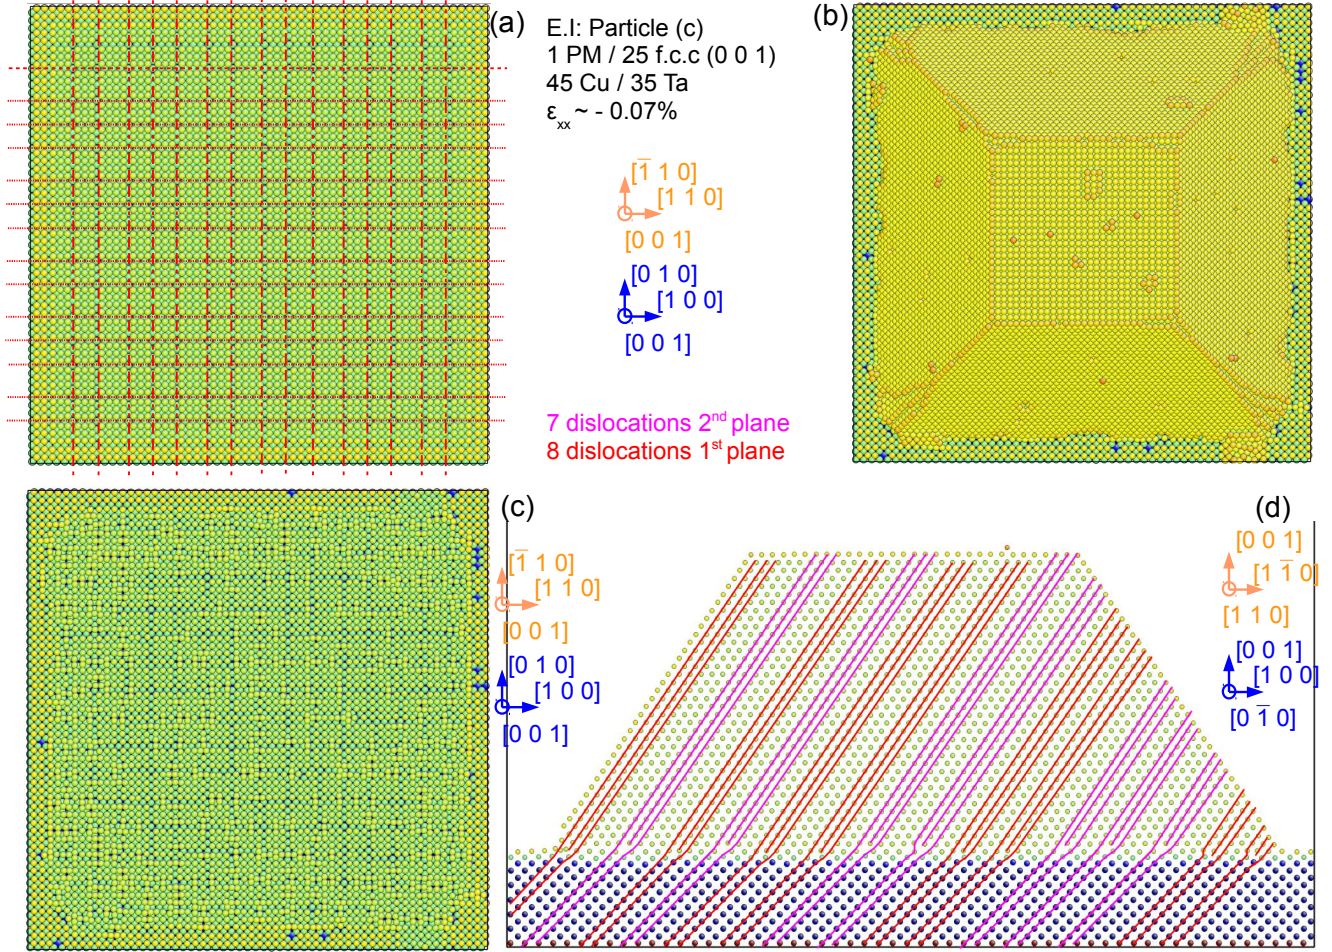 (a)
E.I: Particle (c)
1 PM / 25 f.c.c (0 0 1)
45 Cu / 35 Ta
ε_xx ~ - 0.07%
(b)
[1̅ 1 0]
[1 1 0]
[0 0 1]
[0 1 0]
[1 0 0]
[0 0 1]
7 dislocations 2nd plane
8 dislocations 1st plane
(c)
[1̅ 1 0]
[1 1 0]
[0 0 1]
[0 1 0]
[1 0 0]
[0 0 1]
(d)
[0 0 1]
[1 1̅ 0]
[1 1 0]
[0 0 1]
[1 0 0]
[0 1̅ 0]